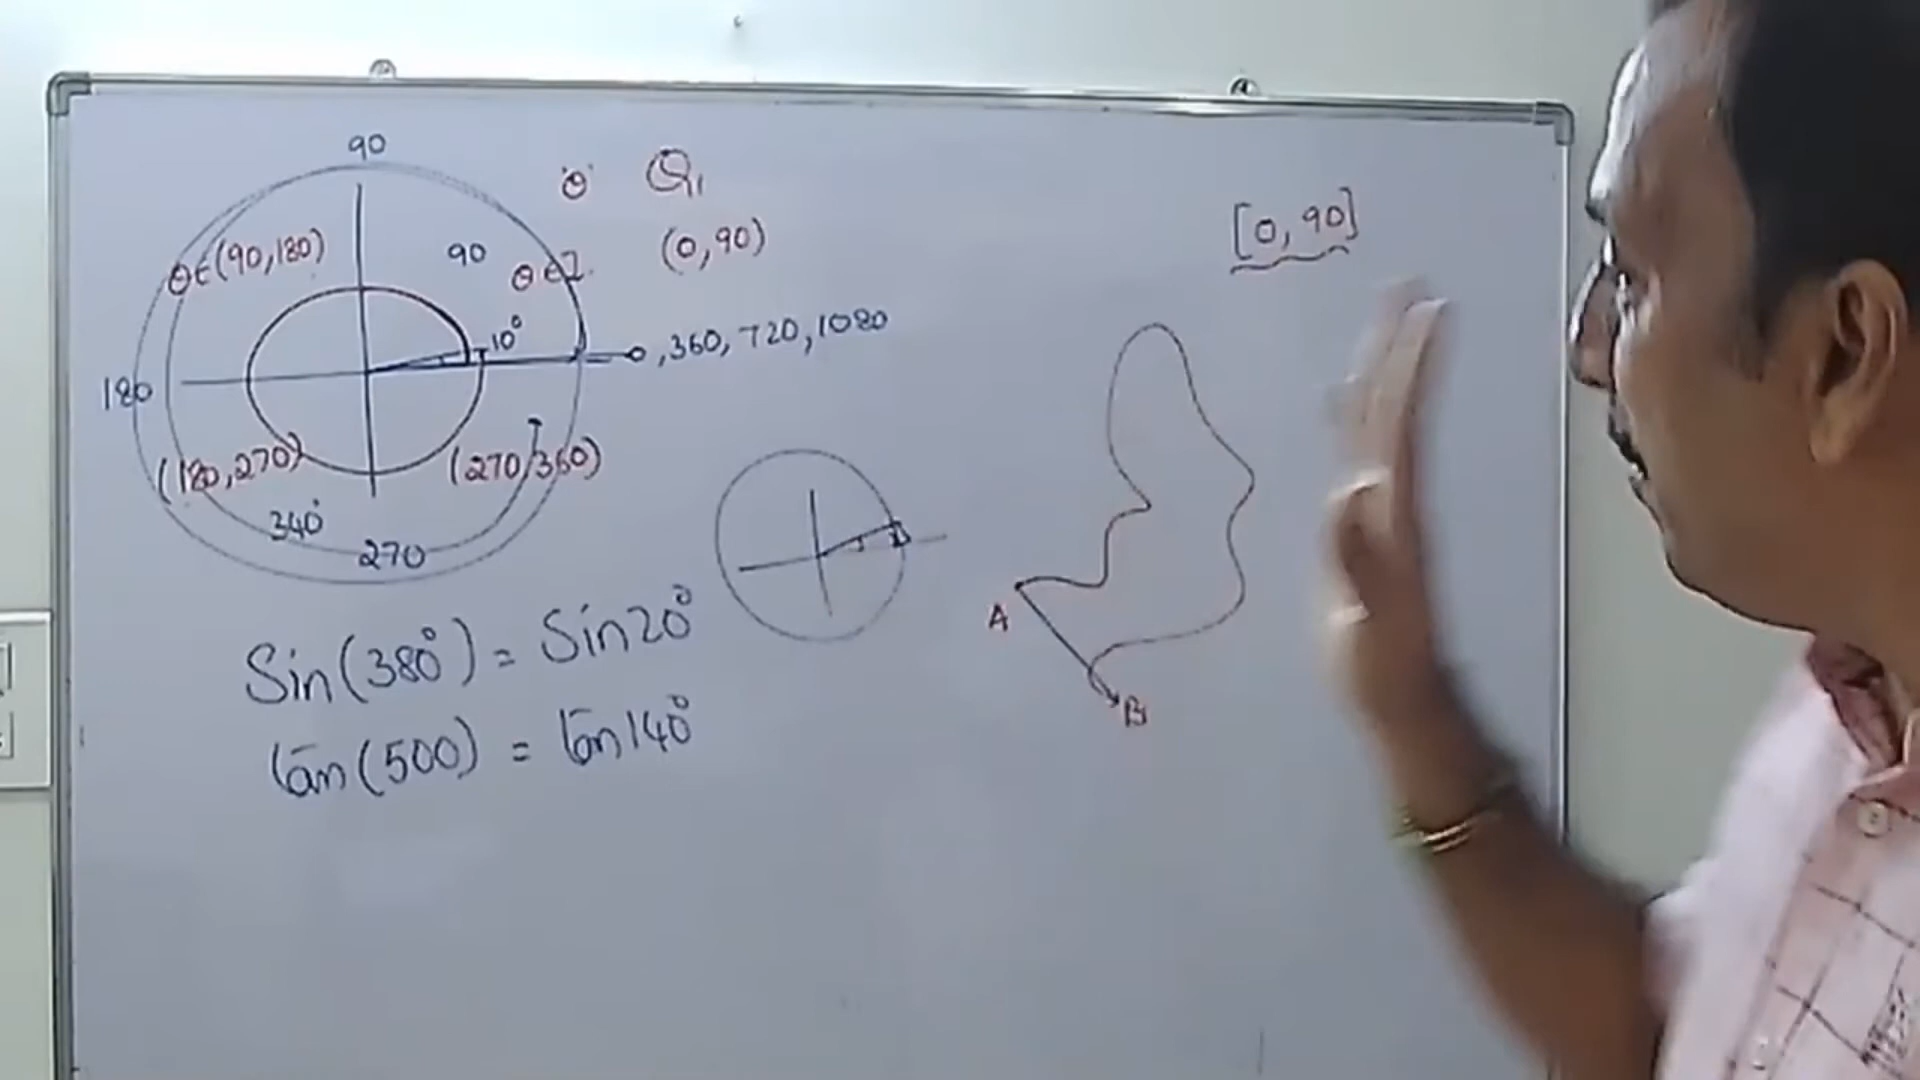 90
θ Q₁
[0, 90]
θ∈(90,180) 90 θ∈I. (0,90)
10° 0, 360, 720, 1080
180
(180,270) (270,360)
340°
270
A
B
Sin(380°) = Sin20°
tan(500) = tan140°